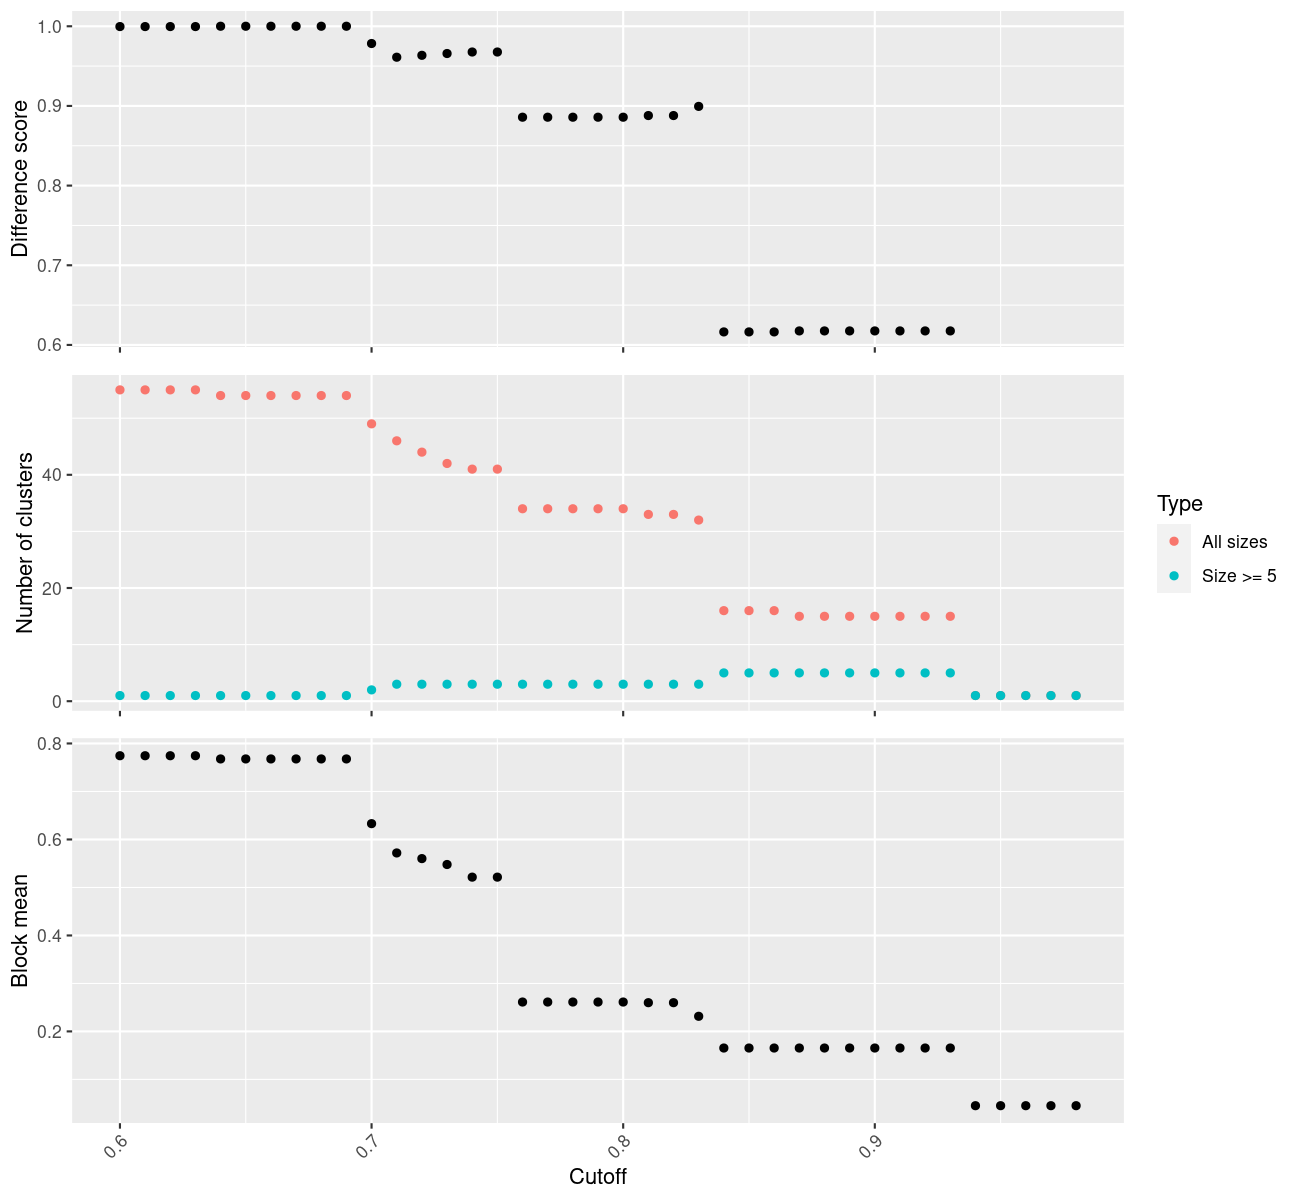 Difference score
1.0
0.9
0.8
0.7
0.6
Number of clusters
40
20
0
Type
All sizes
Size >= 5
Block mean
0.8
0.6
0.4
0.2
0.6
0.7
0.8
0.9
Cutoff